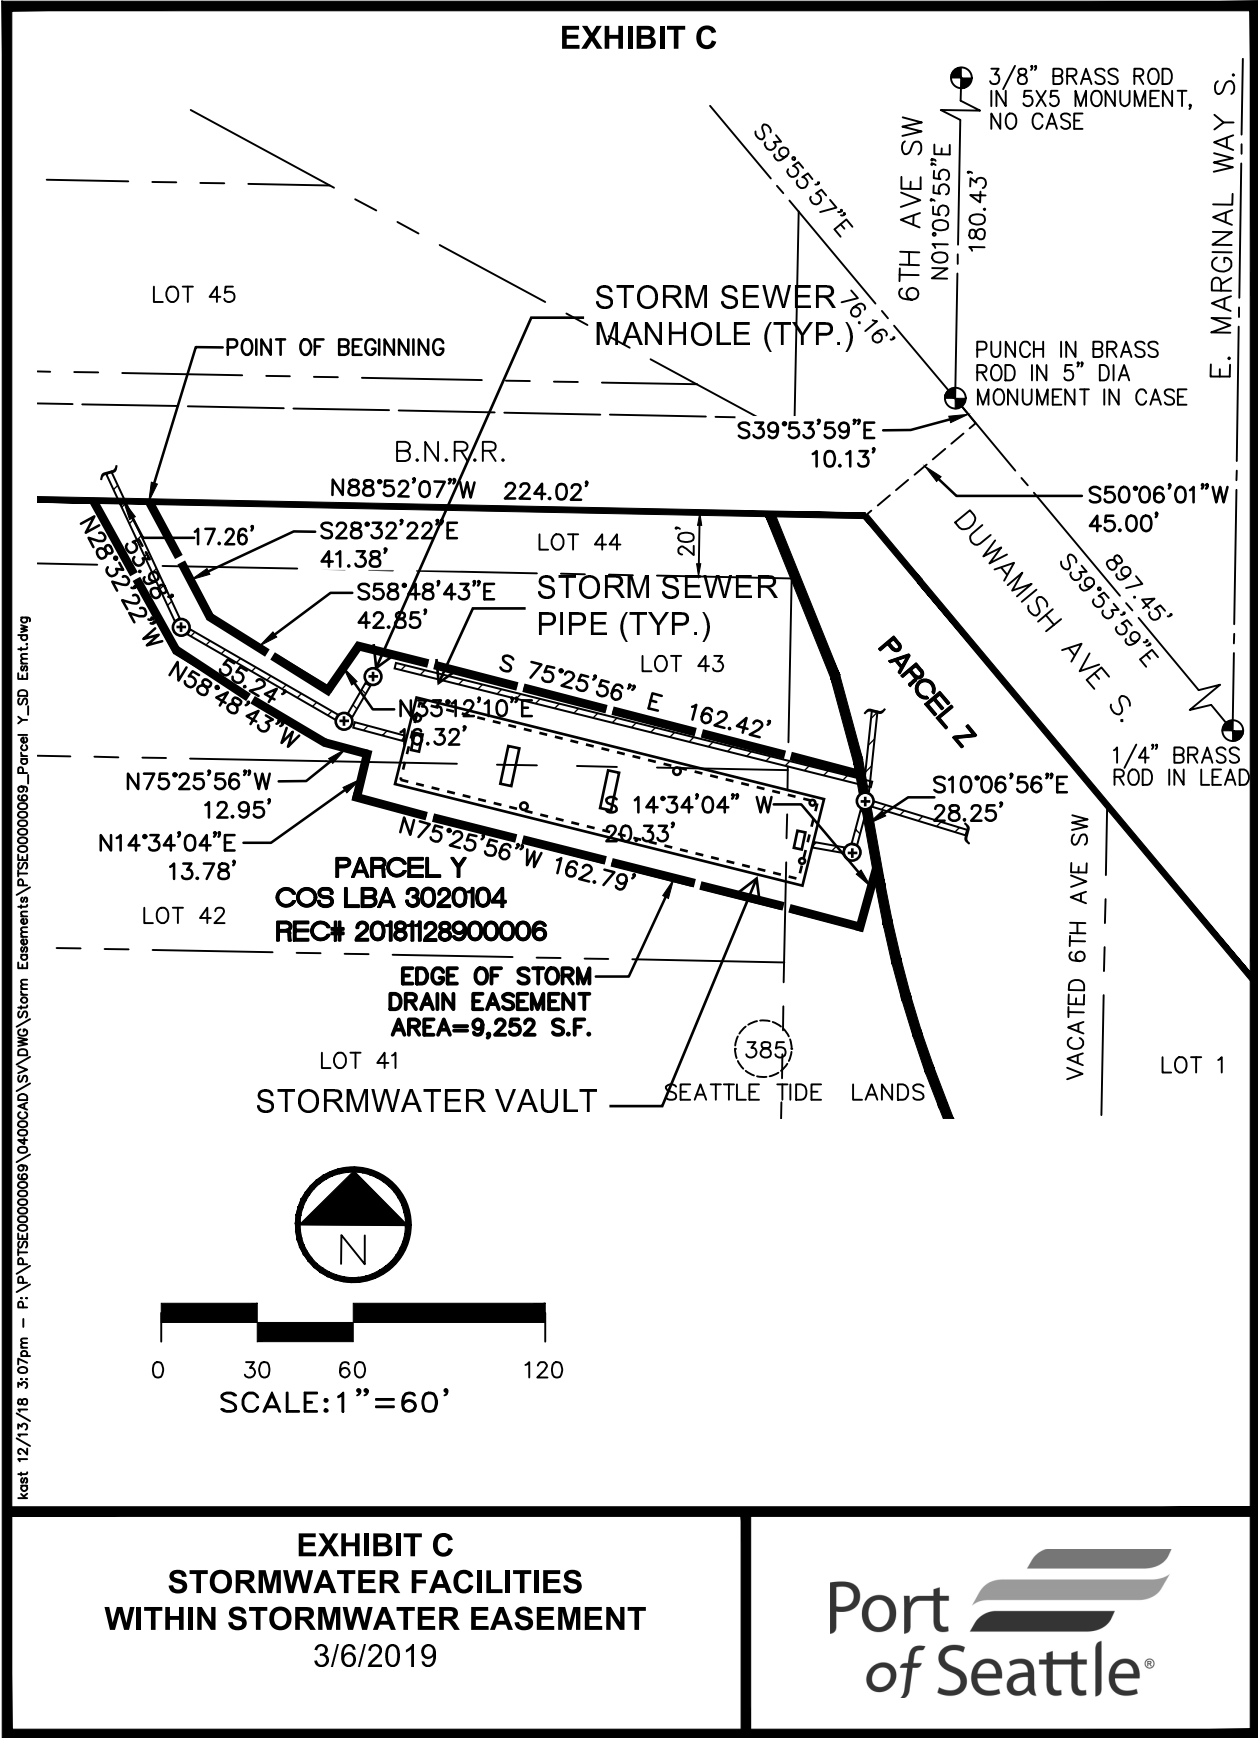 EXHIBIT C
3/8" BRASS ROD
IN 5X5 MONUMENT,
NO CASE
S39°55'57"E
76.16'
6TH AVE SW
N01°05'55"E
180.43'
E. MARGINAL WAY S.
LOT 45
STORM SEWER
MANHOLE (TYP.)
POINT OF BEGINNING
PUNCH IN BRASS
ROD IN 5" DIA
MONUMENT IN CASE
S39°53'59"E
10.13'
B.N.R.R.
N88°52'07"W 224.02'
S50°06'01"W
45.00'
17.26'
S28°32'22"E
41.38'
LOT 44
20'
N28°32'22"W
53.98'
S58°48'43"E
42.85'
STORM SEWER
PIPE (TYP.)
DUWAMISH AVE S.
897.45'
S39°53'59"E
LOT 43
PARCEL Z
S 75°25'56" E 162.42'
55.24'
N58°48'43"W
N33°12'10"E
16.32'
1/4" BRASS
ROD IN LEAD
N75°25'56"W
12.95'
S 14°34'04" W
20.33'
S10°06'56"E
28.25'
N14°34'04"E
13.78'
N75°25'56"W 162.79'
PARCEL Y
COS LBA 3020104
REC# 20181128900006
LOT 42
EDGE OF STORM
DRAIN EASEMENT
AREA=9,252 S.F.
VACATED 6TH AVE SW
LOT 41
385
LOT 1
STORMWATER VAULT
SEATTLE TIDE LANDS
N
0 30 60 120
SCALE:1"=60'
kast 12/13/18 3:07pm - P:\P\PTSE00000069\0400CAD\SV\DWG\Storm Easements\PTSE00000069_Parcel Y_SD Esmt.dwg
EXHIBIT C
STORMWATER FACILITIES
WITHIN STORMWATER EASEMENT
3/6/2019
Port
of Seattle®